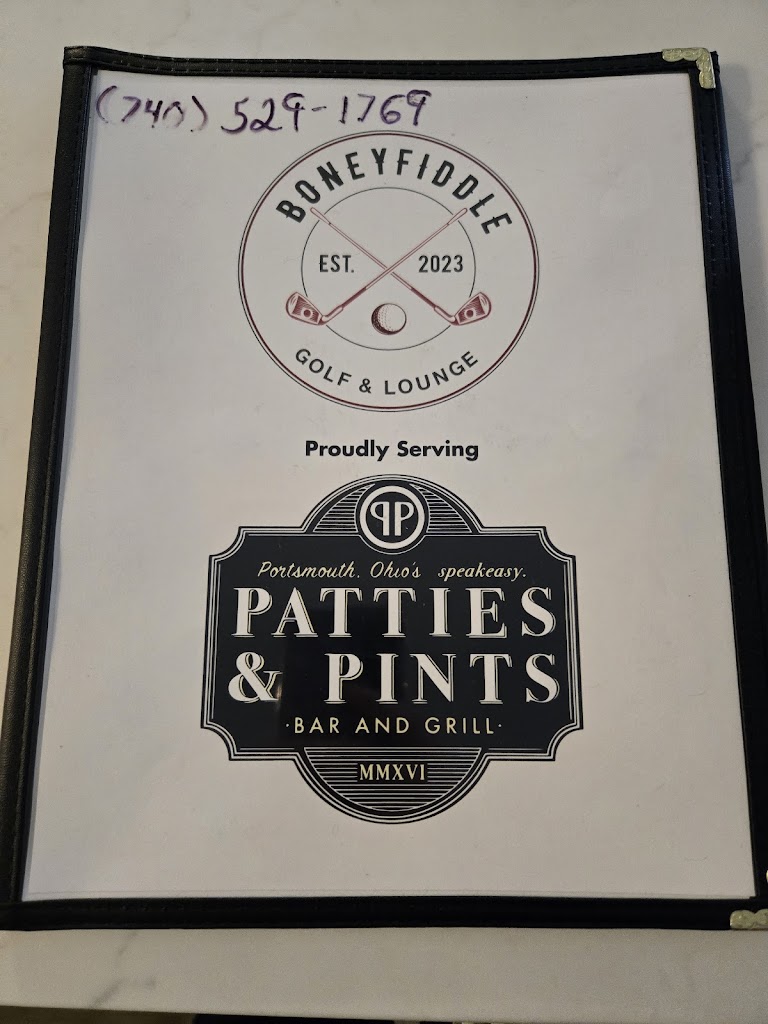 (740) 529-1769
BONEYFIDDLE
EST. 2023
GOLF & LOUNGE
Proudly Serving
PP
Portsmouth, Ohio's speakeasy.
PATTIES
& PINTS
·BAR AND GRILL·
MMXVI